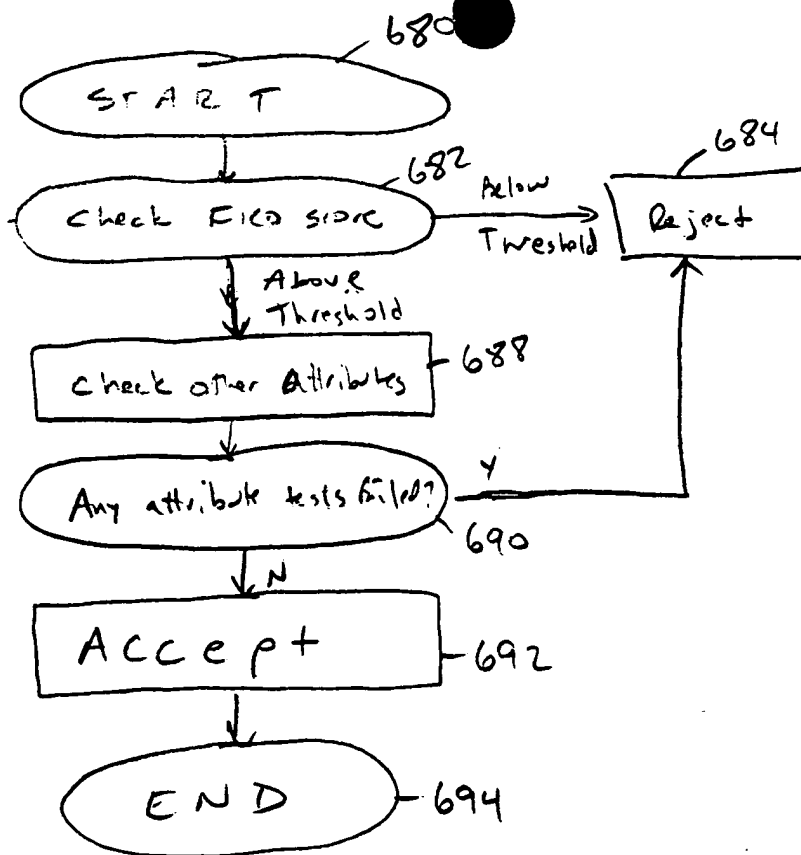 680
START
682
Check FICO score
Below
Threshold
684
Reject
Above
Threshold
Check other Attributes
688
Any attribute tests failed?
Y
690
N
Accept
692
END
694